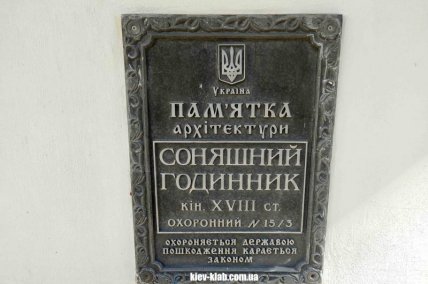 Україна
ПАМ'ЯТКА
АРХІТЕКТУРИ
СОНЯШНИЙ
ГОДИННИК
КІН. XVIII СТ.
ОХОРОННИЙ N 15/3
ОХОРОНЯЄТЬСЯ ДЕРЖАВОЮ
ПОШКОДЖЕННЯ КАРАЄТЬСЯ
ЗАКОНОМ
kiev-klab.com.ua